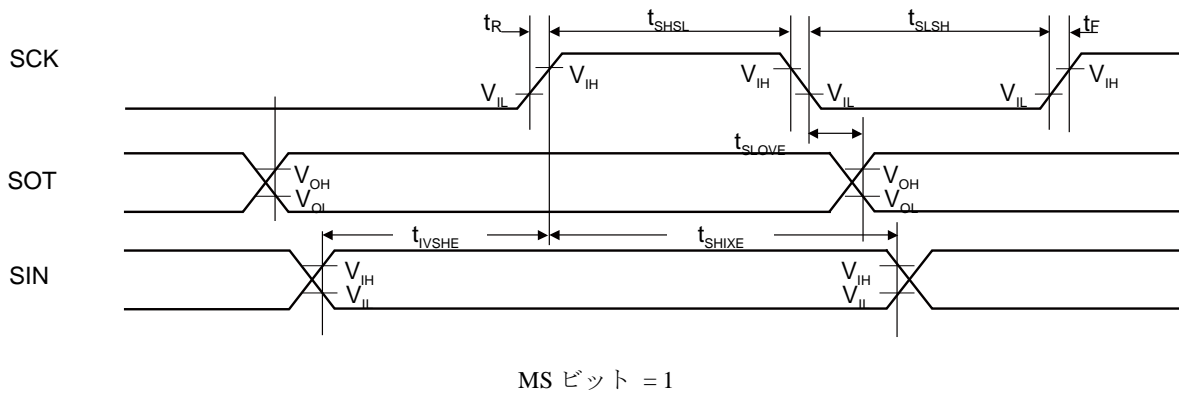 tR tSHSL tSLSH tF
SCK
VIH VIH VIH
VIL VIL VIL
tSLOVE
SOT
VOH VOH
VOL VOL
tIVSHE tSHIXE
SIN
VIH VIH
VIL VIL
MS ビット = 1